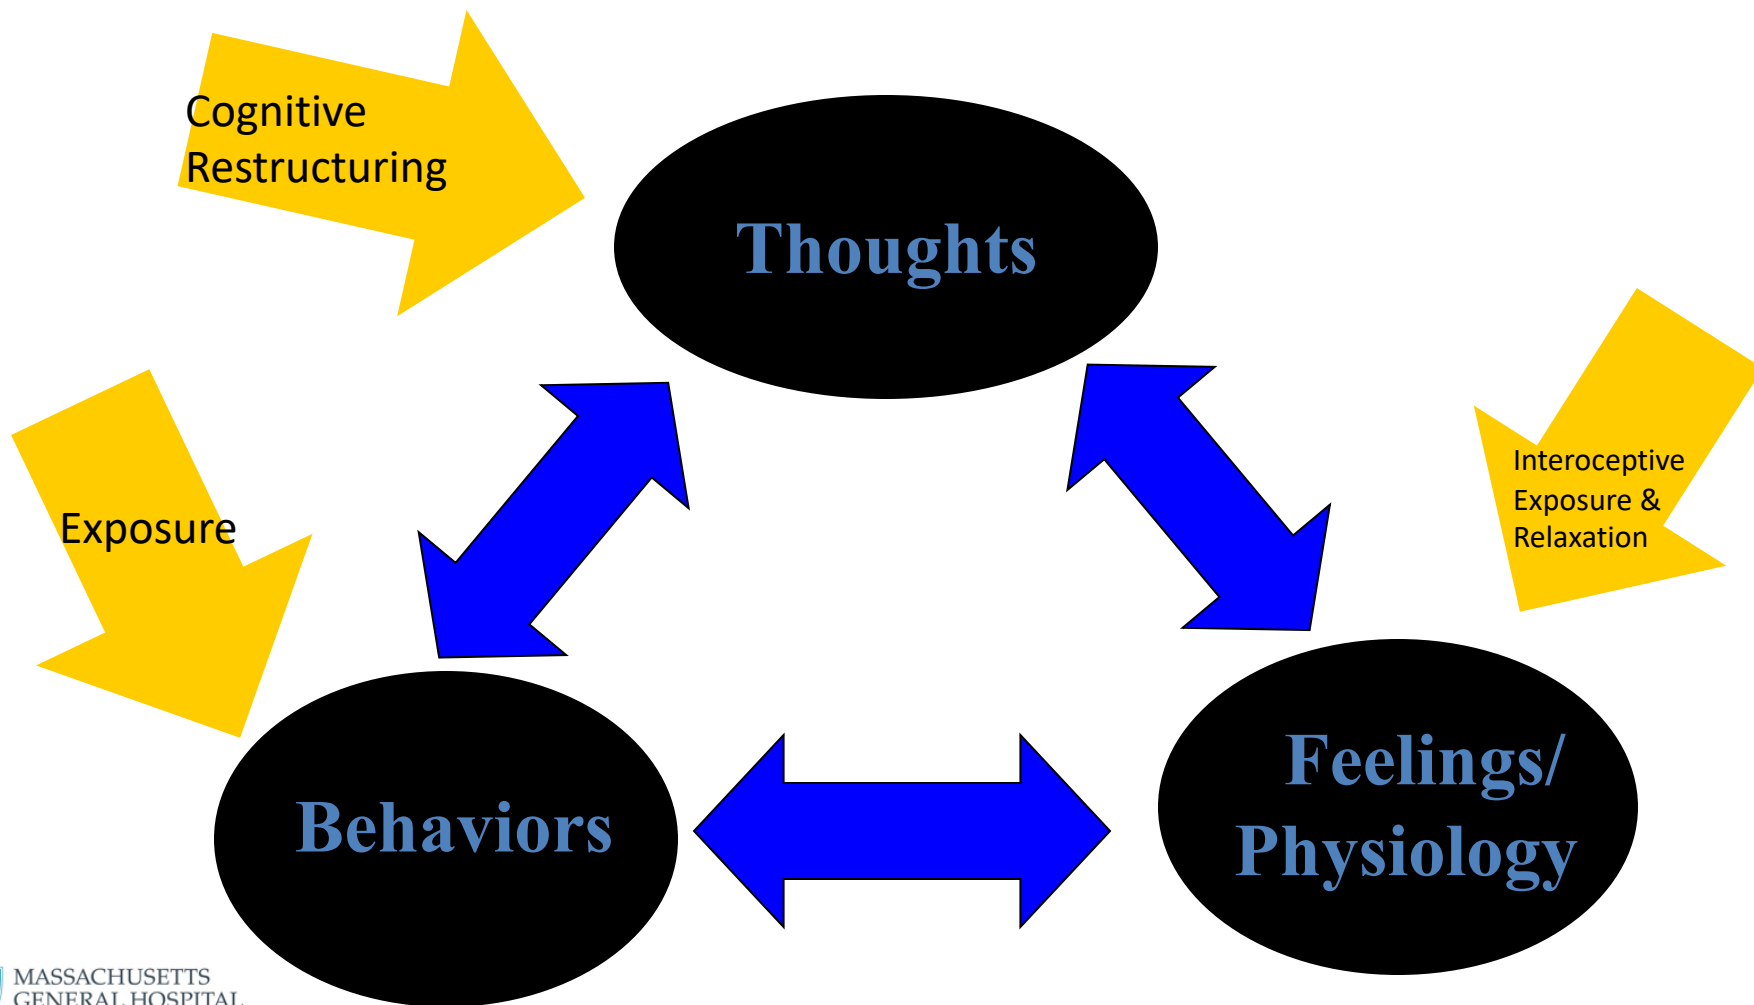 Cognitive
Restructuring
Thoughts
Interoceptive
Exposure &
Relaxation
Exposure
Feelings/
Physiology
Behaviors
MASSACHUSETTS
GENERAL HOSPITAL